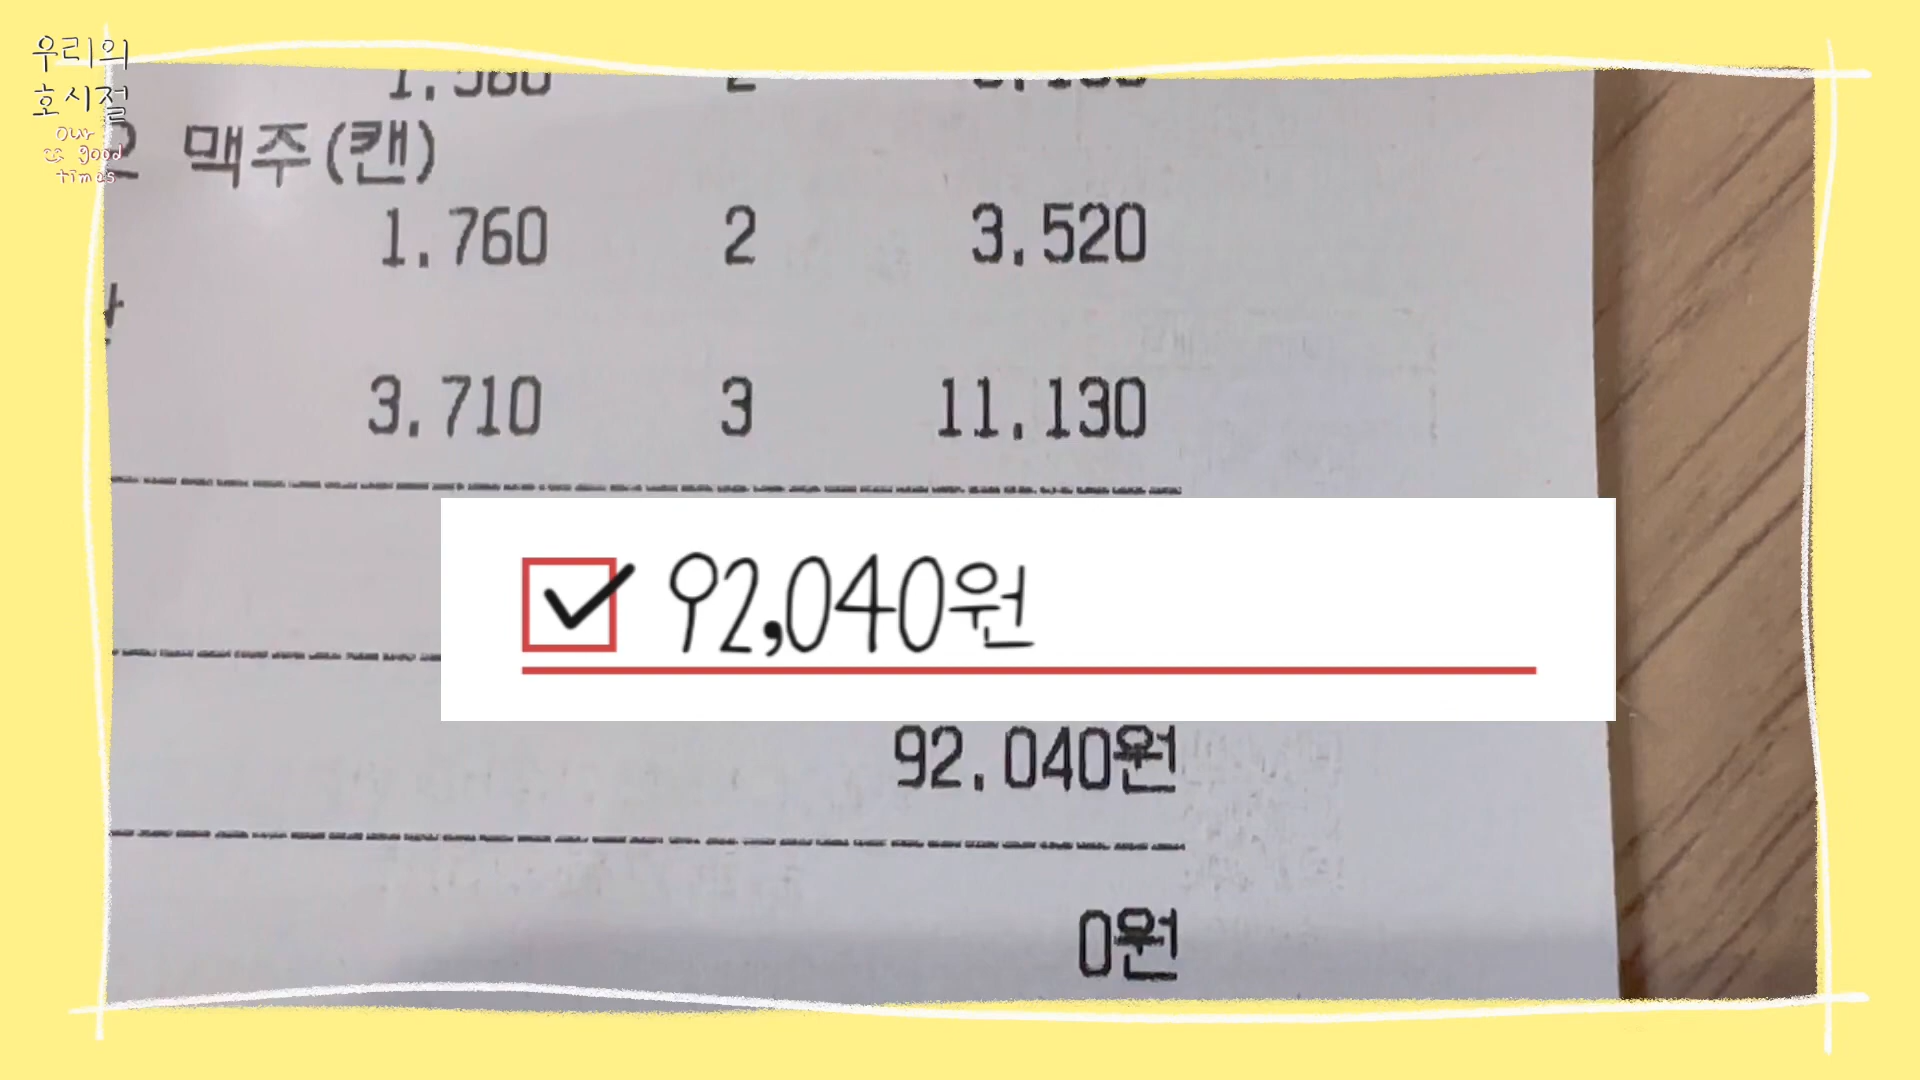 우리의
호시절
our
good
times
맥주(캔)
1.760 2 3.520
3.710 3 11.130
92,040원
92.040원
0원